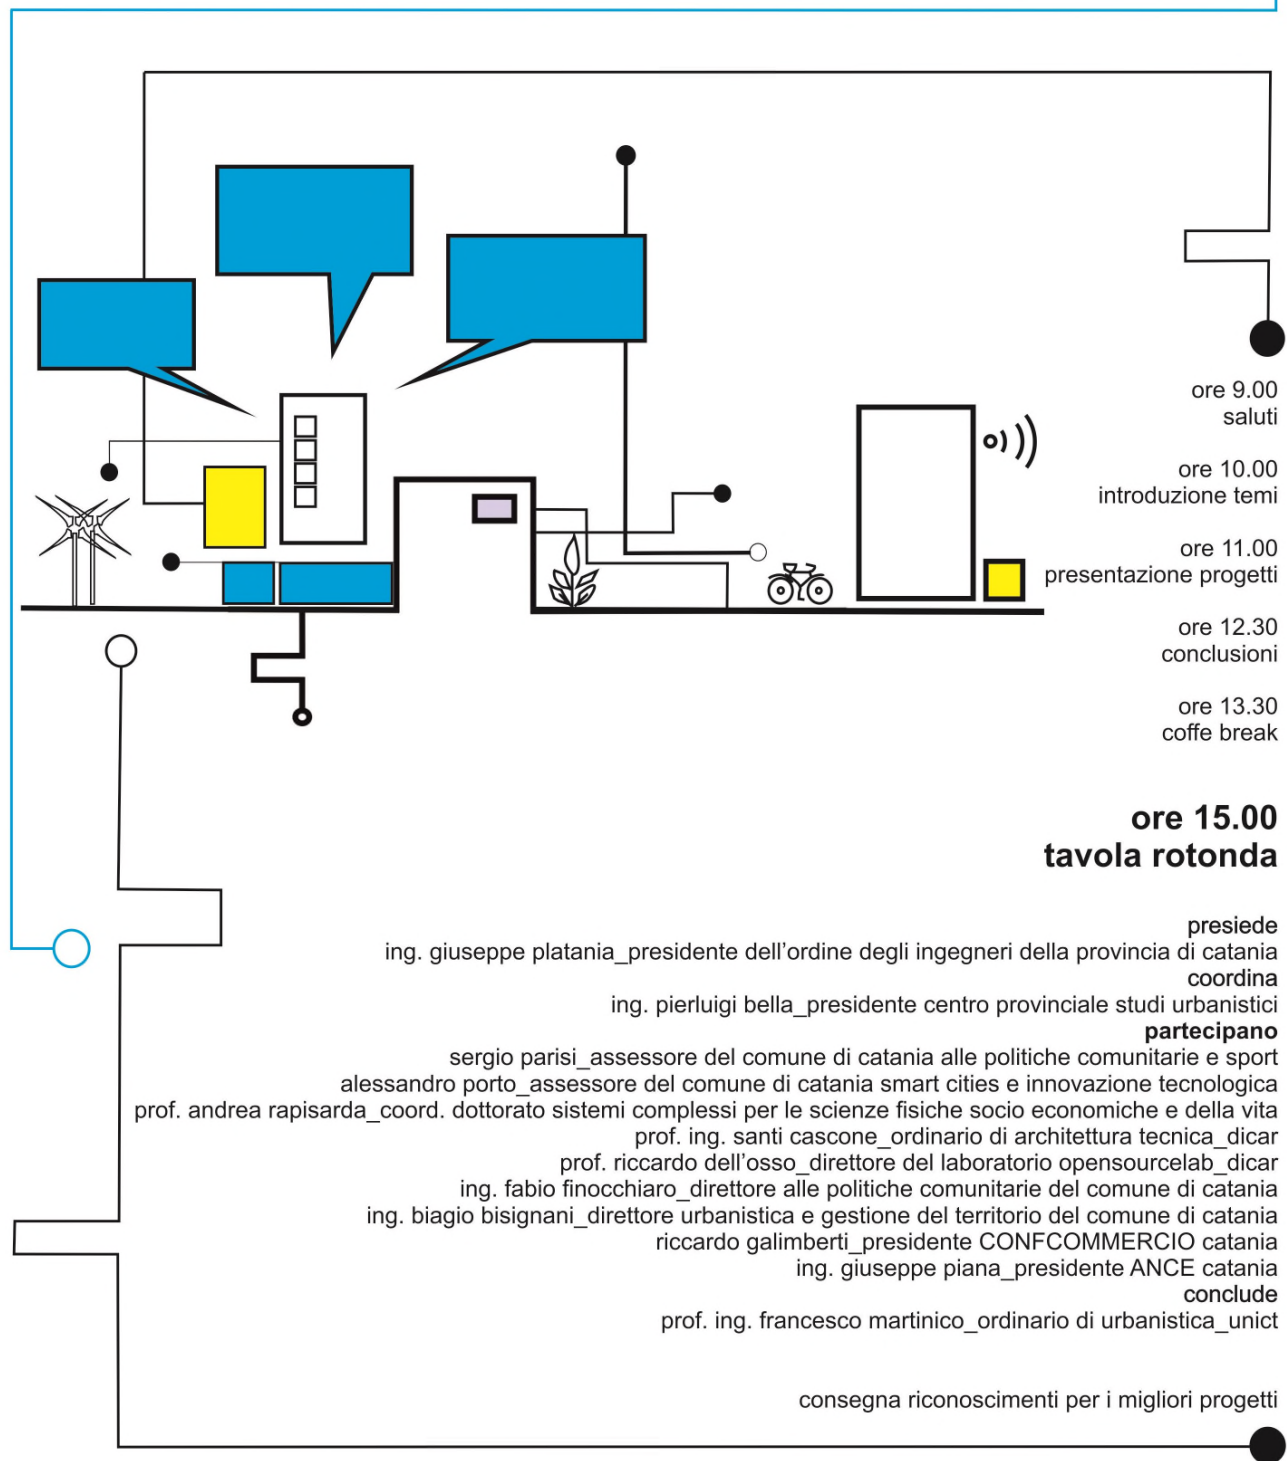 ore 9.00
saluti
ore 10.00
introduzione temi
ore 11.00
presentazione progetti
ore 12.30
conclusioni
ore 13.30
coffe break
ore 15.00
tavola rotonda
presiede
ing. giuseppe platania_presidente dell'ordine degli ingegneri della provincia di catania
coordina
ing. pierluigi bella_presidente centro provinciale studi urbanistici
partecipano
sergio parisi_assessore del comune di catania alle politiche comunitarie e sport
alessandro porto_assessore del comune di catania smart cities e innovazione tecnologica
prof. andrea rapisarda_coord. dottorato sistemi complessi per le scienze fisiche socio economiche e della vita
prof. ing. santi cascone_ordinario di architettura tecnica_dicar
prof. riccardo dell'osso_direttore del laboratorio opensourcelab_dicar
ing. fabio finocchiaro_direttore alle politiche comunitarie del comune di catania
ing. biagio bisignani_direttore urbanistica e gestione del territorio del comune di catania
riccardo galimberti_presidente CONFCOMMERCIO catania
ing. giuseppe piana_presidente ANCE catania
conclude
prof. ing. francesco martinico_ordinario di urbanistica_unict
consegna riconoscimenti per i migliori progetti